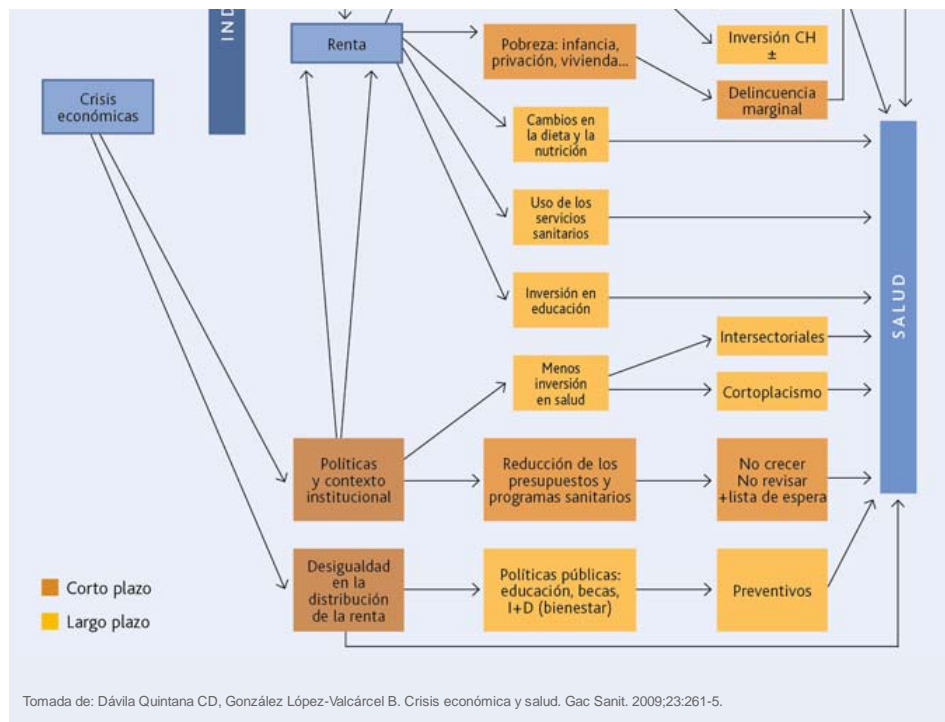 IND
Renta
Pobreza: infancia,
privación, vivienda...
Inversión CH
±
Crisis
económicas
Delincuencia
marginal
Cambios en
la dieta y la
nutrición
Uso de los
servicios
sanitarios
SALUD
Inversión en
educación
Intersectoriales
Menos
inversión
en salud
Cortoplacismo
Políticas
y contexto
institucional
Reducción de los
presupuestos y
programas sanitarios
No crecer
No revisar
+lista de espera
Desigualdad
en la
distribución
de la renta
Políticas públicas:
educación, becas,
I+D (bienestar)
Preventivos
Corto plazo
Largo plazo
Tomada de: Dávila Quintana CD, González López-Valcárcel B. Crisis económica y salud. Gac Sanit. 2009;23:261-5.